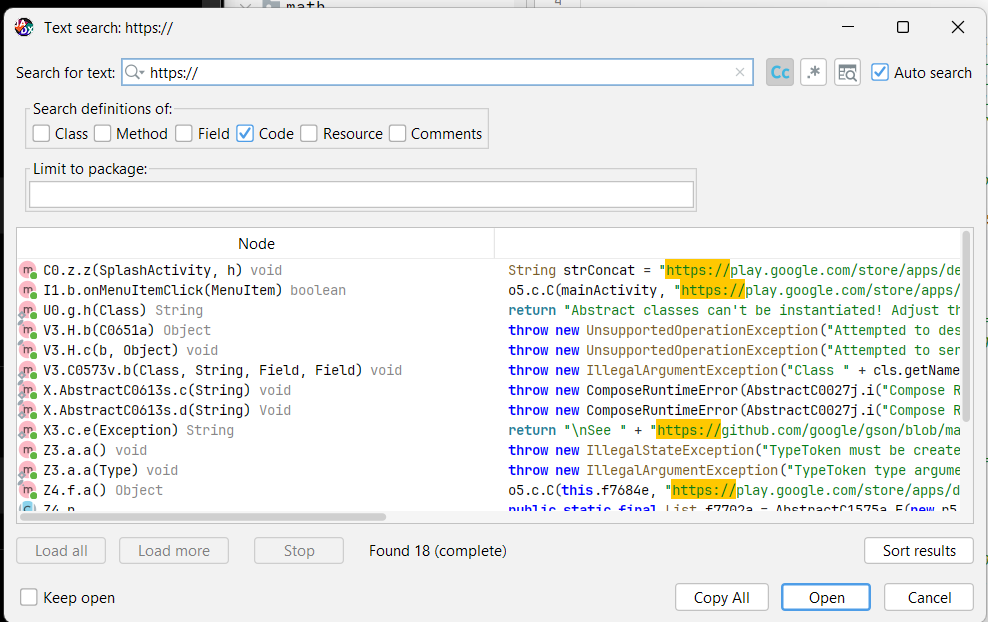 math
4
Text search: https://
Search for text: https:// Cc .* Auto search
Search definitions of:
Class Method Field Code Resource Comments
Limit to package:
Node
C0.z.z(SplashActivity, h) void String strConcat = "https://play.google.com/store/apps/de
I1.b.onMenuItemClick(MenuItem) boolean o5.c.C(mainActivity, "https://play.google.com/store/apps/
U0.g.h(Class) String return "Abstract classes can't be instantiated! Adjust th
V3.H.b(C0651a) Object throw new UnsupportedOperationException("Attempted to des
V3.H.c(b, Object) void throw new UnsupportedOperationException("Attempted to ser
V3.C0573v.b(Class, String, Field, Field) void throw new IllegalArgumentException("Class " + cls.getName
X.AbstractC0613s.c(String) Void throw new ComposeRuntimeError(AbstractC0027j.i("Compose R
X.AbstractC0613s.d(String) Void throw new ComposeRuntimeError(AbstractC0027j.i("Compose R
X3.c.e(Exception) String return "\nSee " + "https://github.com/google/gson/blob/ma
Z3.a.a() void throw new IllegalStateException("TypeToken must be create
Z3.a.a(Type) void throw new IllegalArgumentException("TypeToken type argume
Z4.f.a() Object o5.c.C(this.f7684e, "https://play.google.com/store/apps/d
Z4.n public static final List f7702a = AbstractC1575a.E(new n5
Load all Load more Stop Found 18 (complete) Sort results
Keep open Copy All Open Cancel